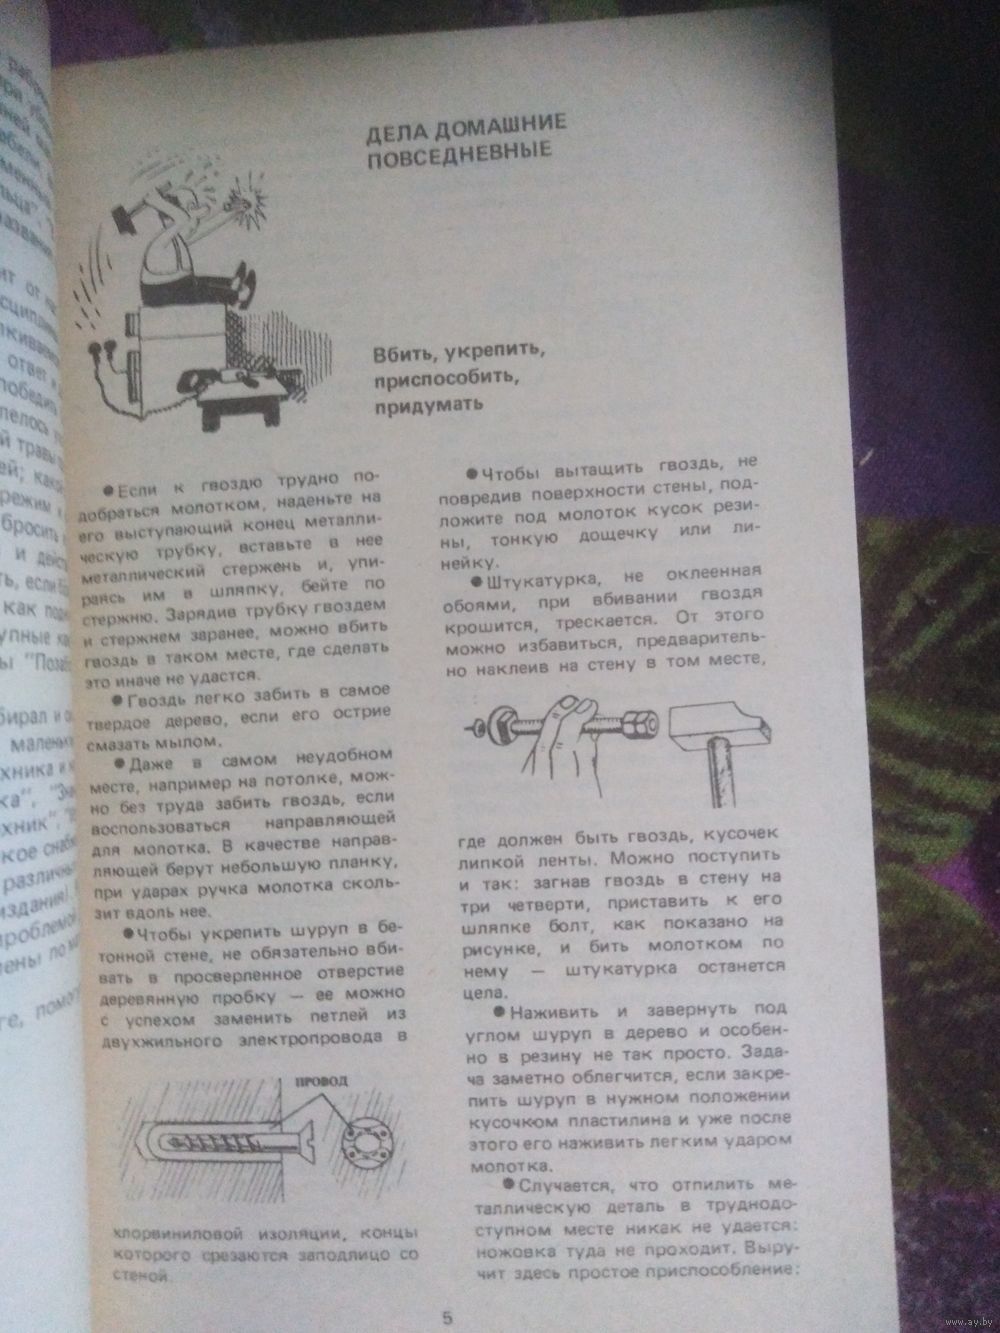 ДЕЛА ДОМАШНИЕ
ПОВСЕДНЕВНЫЕ
Вбить, укрепить,
приспособить,
придумать
●Если к гвоздю трудно по-
добраться молотком, наденьте на
его выступающий конец металли-
ческую трубку, вставьте в нее
металлический стержень и, упи-
раясь им в шляпку, бейте по
стержню. Зарядив трубку гвоздем
и стержнем заранее, можно вбить
гвоздь в таком месте, где сделать
это иначе не удастся.
●Гвоздь легко забить в самое
твердое дерево, если его острие
смазать мылом.
●Даже в самом неудобном
месте, например на потолке, мож-
но без труда забить гвоздь, если
воспользоваться направляющей
для молотка. В качестве направ-
ляющей берут небольшую планку,
при ударах ручка молотка сколь-
зит вдоль нее.
●Чтобы укрепить шуруп в бе-
тонной стене, не обязательно вби-
вать в просверленное отверстие
деревянную пробку — ее можно
с успехом заменить петлей из
двухжильного электропровода в
ПРОВОД
хлорвиниловой изоляции, концы
которого срезаются заподлицо со
стеной.
●Чтобы вытащить гвоздь, не
повредив поверхности стены, под-
ложите под молоток кусок рези-
ны, тонкую дощечку или ли-
нейку.
●Штукатурка, не оклеенная
обоями, при вбивании гвоздя
крошится, трескается. От этого
можно избавиться, предваритель-
но наклеив на стену в том месте,
где должен быть гвоздь, кусочек
липкой ленты. Можно поступить
и так: загнав гвоздь в стену на
три четверти, приставить к его
шляпке болт, как показано на
рисунке, и бить молотком по
нему — штукатурка останется
цела.
●Наживить и завернуть под
углом шуруп в дерево и особен-
но в резину не так просто. Зада-
ча заметно облегчится, если закре-
пить шуруп в нужном положении
кусочком пластилина и уже после
этого его наживить легким ударом
молотка.
●Случается, что отпилить ме-
таллическую деталь в труднодо-
ступном месте никак не удается:
ножовка туда не проходит. Выру-
чит здесь простое приспособление:
5
www.ay.by